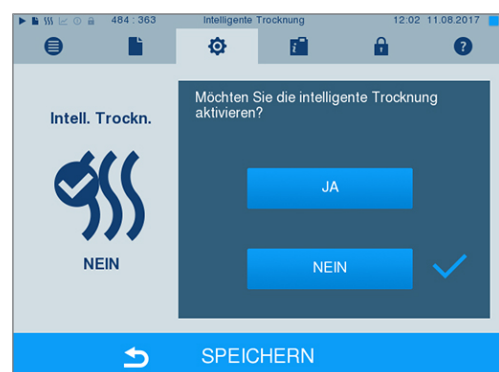 484 : 363 Intelligente Trocknung 12:02 11.08.2017
Intell. Trockn.
NEIN
Möchten Sie die intelligente Trocknung
aktivieren?
JA
NEIN
SPEICHERN